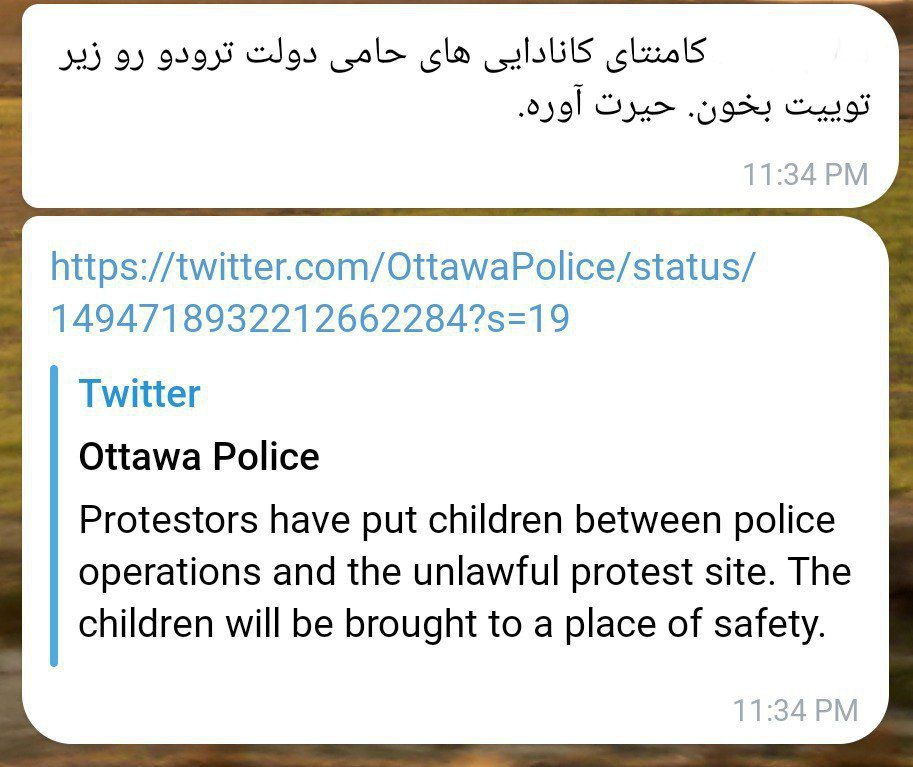 کامنتای کانادایی های حامی دولت ترودو رو زیر
توییت بخون. حیرت آوره.
11:34 PM
https://twitter.com/OttawaPolice/status/
1494718932212662284?s=19
Twitter
Ottawa Police
Protestors have put children between police
operations and the unlawful protest site. The
children will be brought to a place of safety.
11:34 PM